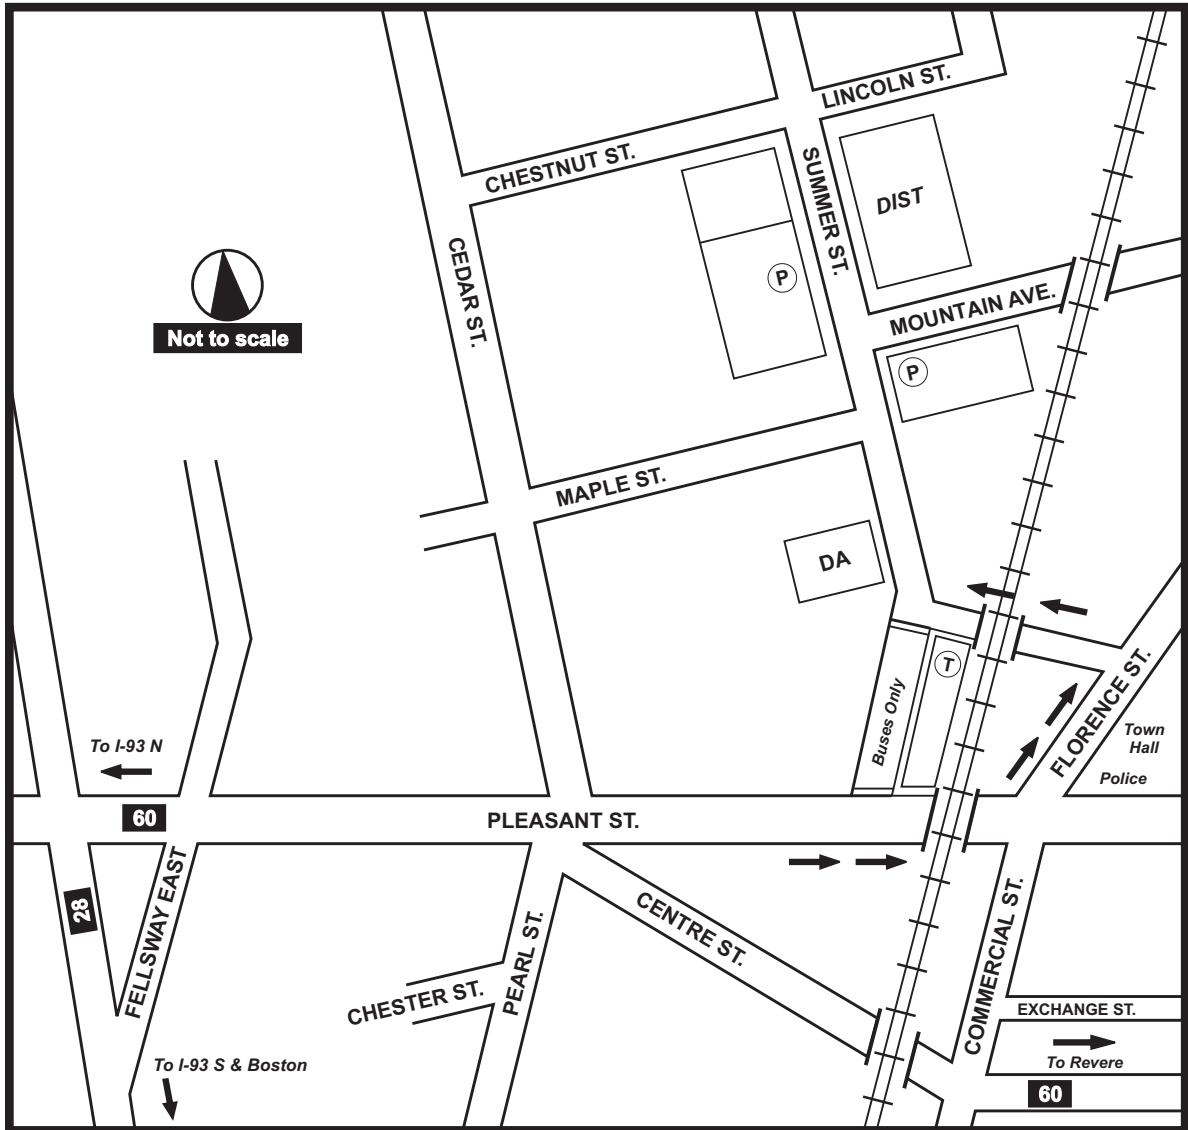 LINCOLN ST.
CHESTNUT ST.
SUMMER ST.
DIST
CEDAR ST.
P
MOUNTAIN AVE.
Not to scale
P
MAPLE ST.
DA
T
Buses Only
FLORENCE ST.
Town
Hall
Police
To I-93 N
60
PLEASANT ST.
28
FELLSWAY EAST
PEARL ST.
CENTRE ST.
COMMERCIAL ST.
CHESTER ST.
EXCHANGE ST.
To I-93 S & Boston
To Revere
60